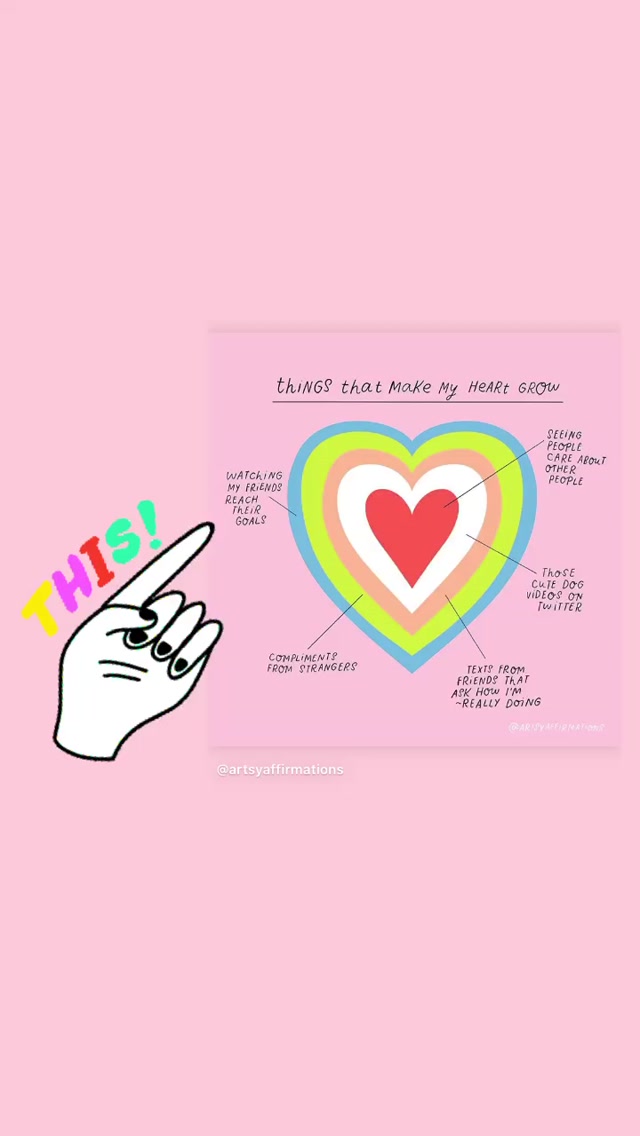 things that make my heart grow
SEEING
PEOPLE
CARE ABOUT
OTHER
PEOPLE
WATCHING
MY FRIENDS
REACH
THEIR
GOALS
THIS!
THOSE
CUTE DOG
VIDEOS ON
TWITTER
COMPLIMENTS
FROM STRANGERS
TEXTS FROM
FRIENDS THAT
ASK HOW I'M
~REALLY DOING
@ARTSYAFFIRMATIONS
@artsyaffirmations